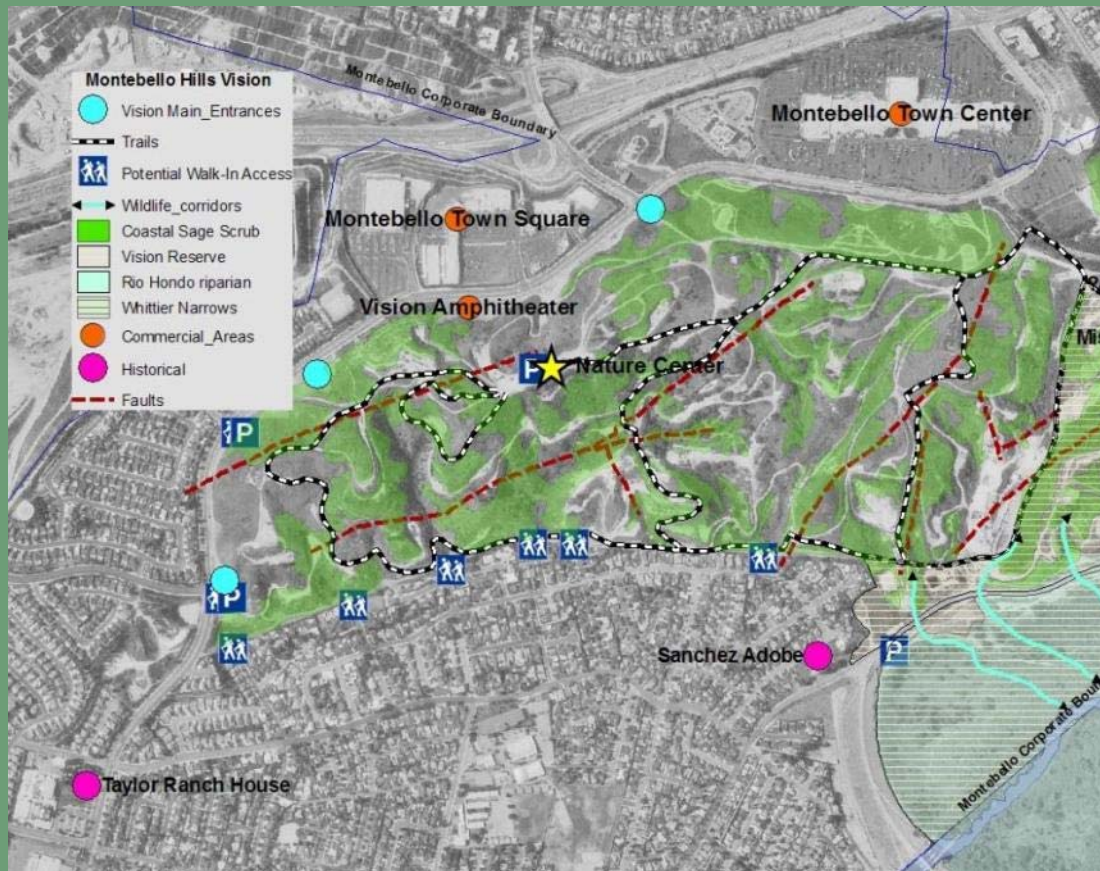 Montebello Hills Vision
Vision Main_Entrances
Trails
Potential Walk-In Access
Wildlife_corridors
Coastal Sage Scrub
Vision Reserve
Rio Hondo riparian
Whittier Narrows
Commercial_Areas
Historical
Faults
Montebello Corporate Boundary
Montebello Town Center
Montebello Town Square
Vision Amphitheater
P Nature Center
Mis
P
P
Sanchez Adobe
P
Taylor Ranch House
Montebello Corporate Bou